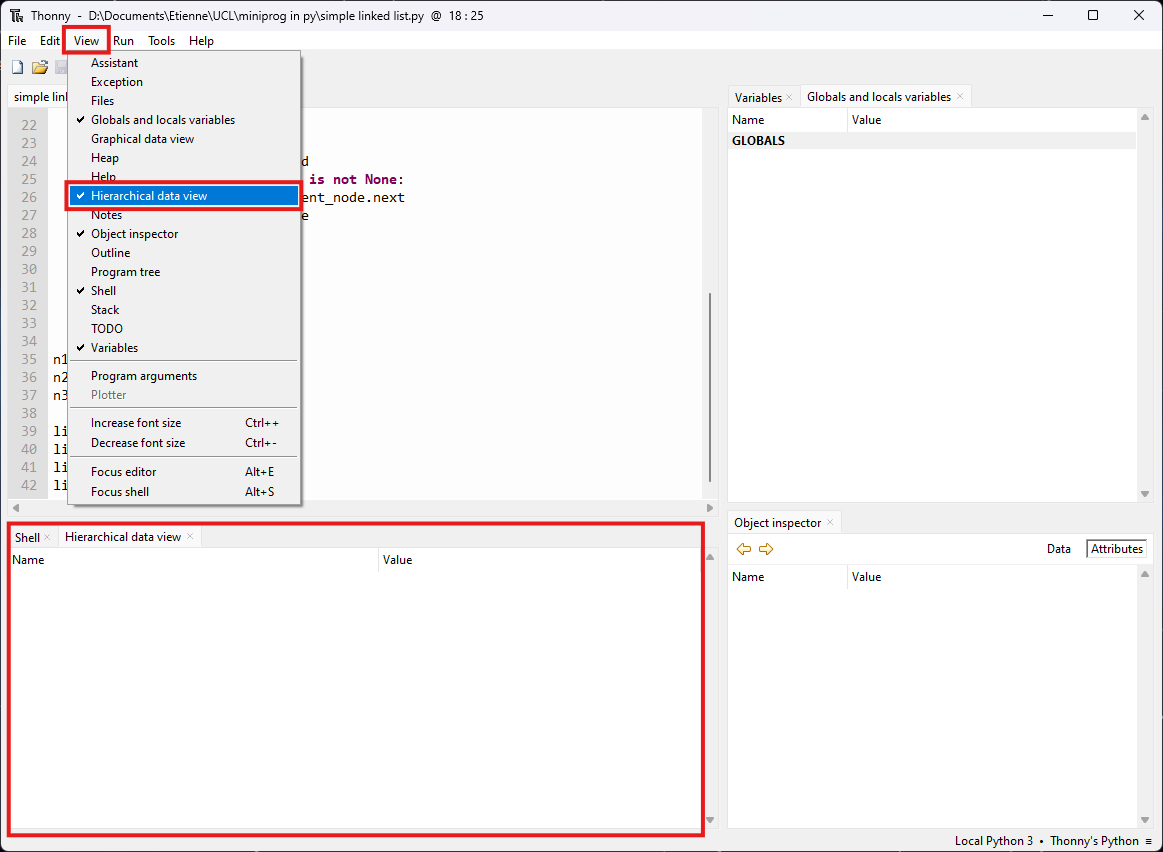 Thonny - D:\Documents\Etienne\UCL\miniprog in py\simple linked list.py @ 18 : 25
File Edit View Run Tools Help
Assistant
Exception
Files
Globals and locals variables
Graphical data view
Heap
Help
Hierarchical data view
Notes
Object inspector
Outline
Program tree
Shell
Stack
TODO
Variables
Program arguments
Plotter
Increase font size Ctrl++
Decrease font size Ctrl+-
Focus editor Alt+E
Focus shell Alt+S
simple lin
22
23
24 d
25 is not None:
26 ent_node.next
27 e
28
29
30
31
32
33
34
35 n1
36 n2
37 n3
38
39 li
40 li
41 li
42 li
Variables × Globals and locals variables ×
Name Value
GLOBALS
Shell × Hierarchical data view ×
Name Value
Object inspector ×
Data Attributes
Name Value
Local Python 3 • Thonny's Python ≡